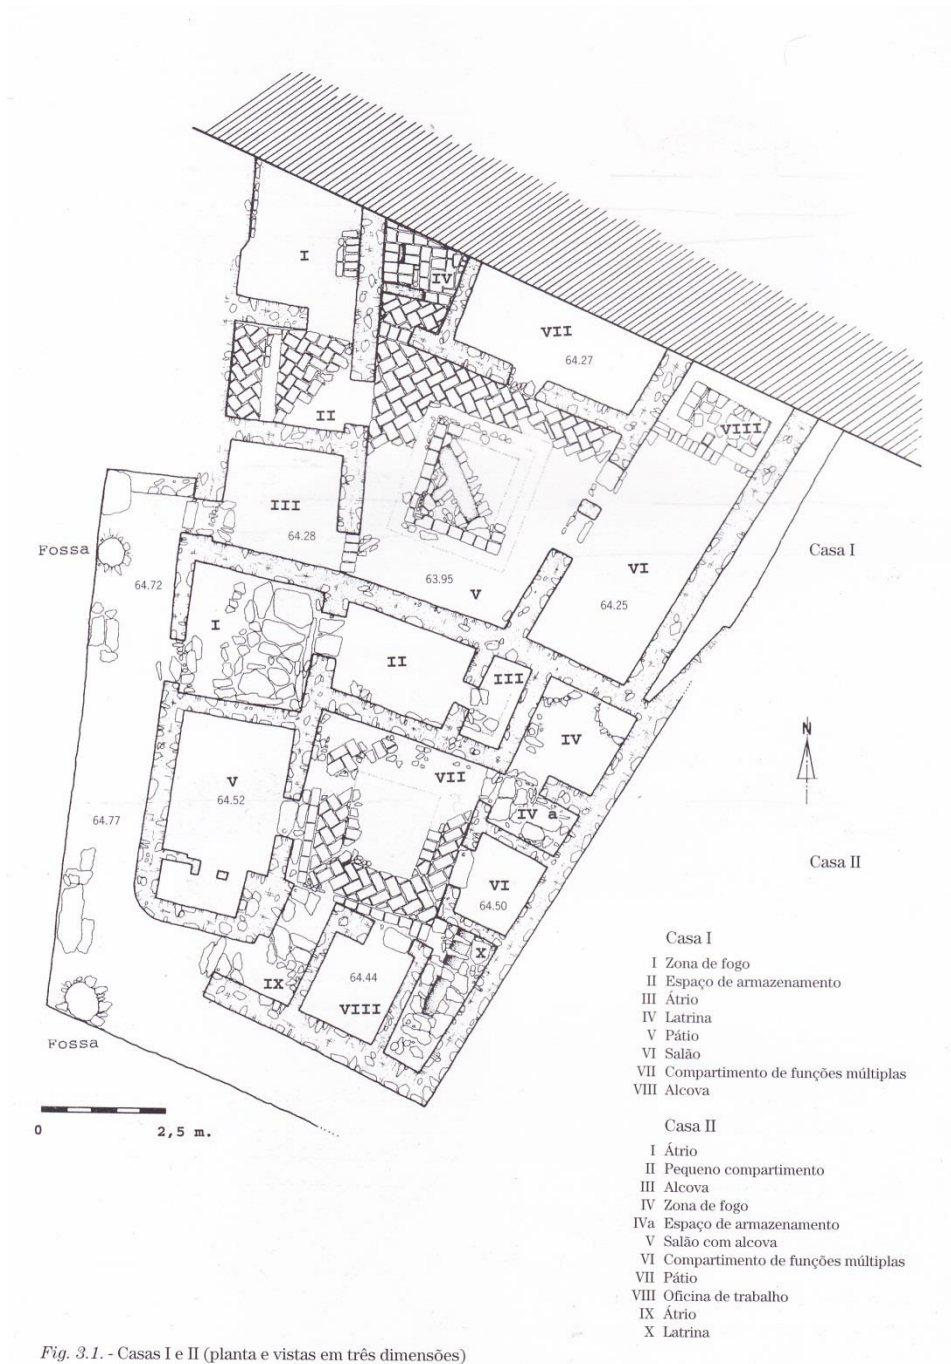 I
IV
VII
64.27
VIII
II
III
64.28
Fossa
64.72
63.95
V
VI
64.25
Casa I
I
II
III
IV
N
V
64.52
VII
64.77
IV a
Casa II
VI
64.50
X
64.44
IX
VIII
Fossa
0 2,5 m.
Casa I
I Zona de fogo
II Espaço de armazenamento
III Átrio
IV Latrina
V Pátio
VI Salão
VII Compartimento de funções múltiplas
VIII Alcova
Casa II
I Átrio
II Pequeno compartimento
III Alcova
IV Zona de fogo
IVa Espaço de armazenamento
V Salão com alcova
VI Compartimento de funções múltiplas
VII Pátio
VIII Oficina de trabalho
IX Átrio
X Latrina
Fig. 3.1. - Casas I e II (planta e vistas em três dimensões)